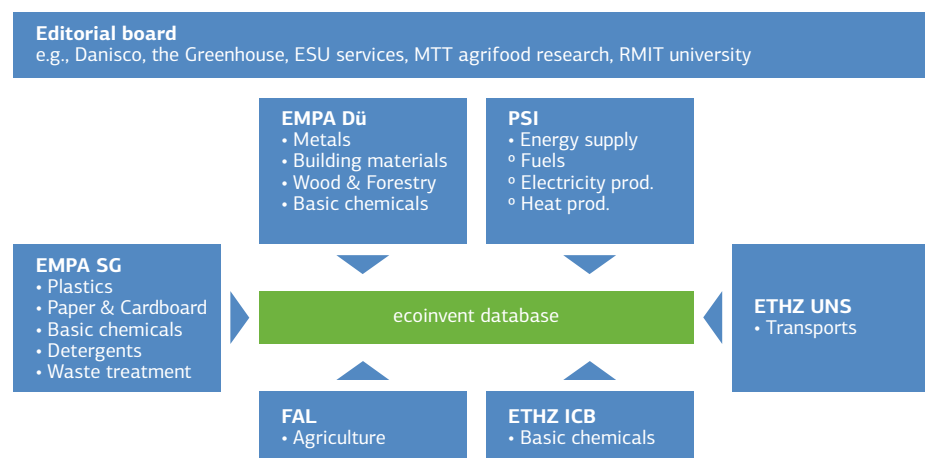 Editorial board
e.g., Danisco, the Greenhouse, ESU services, MTT agrifood research, RMIT university
EMPA Dü
• Metals
• Building materials
• Wood & Forestry
• Basic chemicals
PSI
• Energy supply
º Fuels
º Electricity prod.
º Heat prod.
EMPA SG
• Plastics
• Paper & Cardboard
• Basic chemicals
• Detergents
• Waste treatment
ecoinvent database
ETHZ UNS
• Transports
FAL
• Agriculture
ETHZ ICB
• Basic chemicals